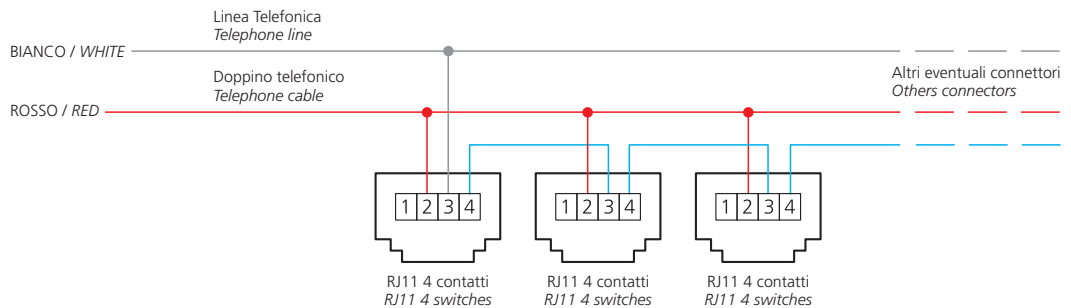 Linea Telefonica
Telephone line
BIANCO / WHITE
Doppino telefonico
Telephone cable
Altri eventuali connettori
Others connectors
ROSSO / RED
1 2 3 4
1 2 3 4
1 2 3 4
RJ11 4 contatti
RJ11 4 switches
RJ11 4 contatti
RJ11 4 switches
RJ11 4 contatti
RJ11 4 switches